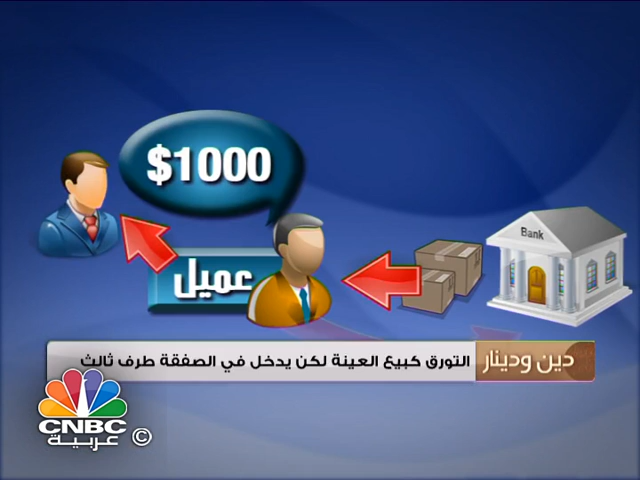 $1000
Bank
عميل
دين ودينار
التورق كبيع العينة لكن يدخل في الصفقة طرف ثالث
CNBC
عربية ©